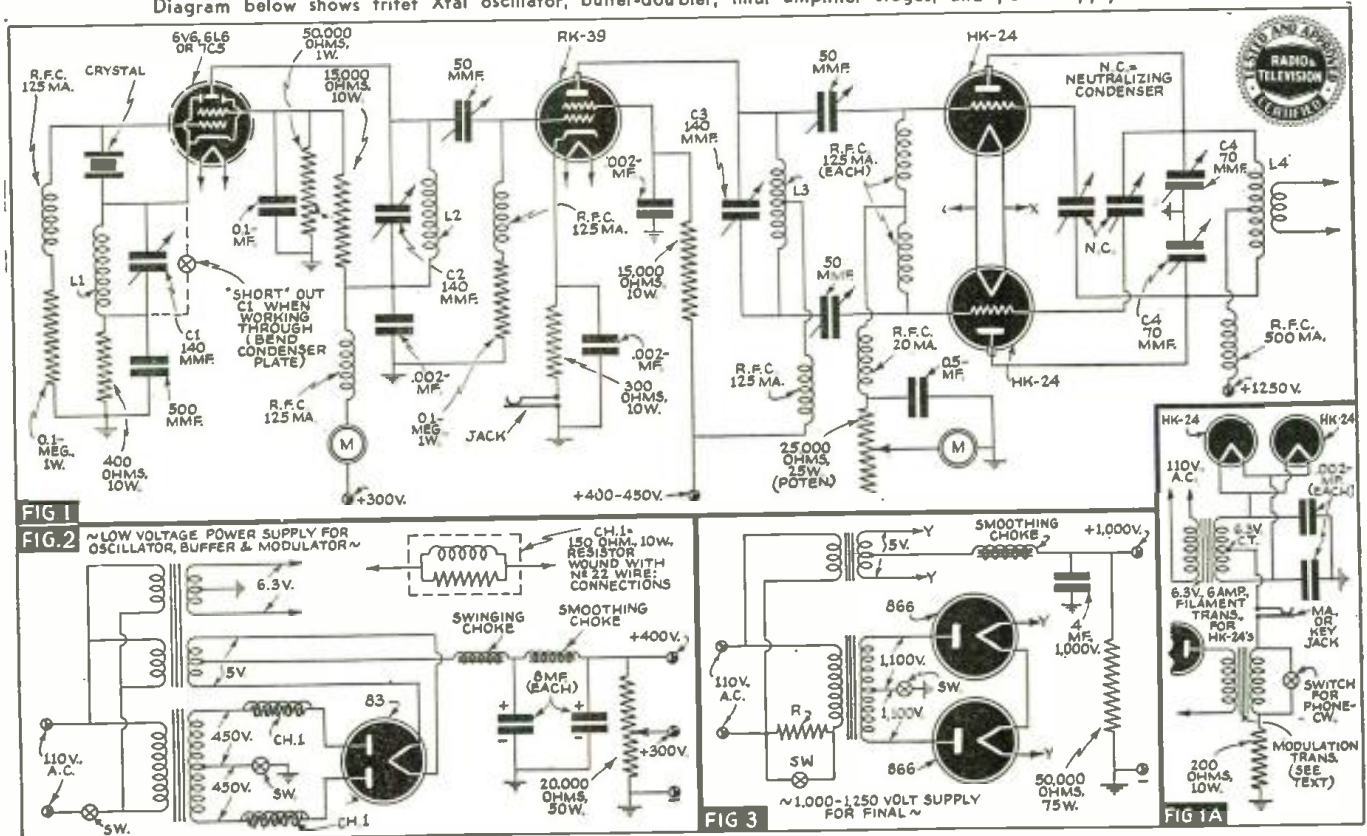 Diagram below shows tritet Xtal oscillator, buffer-doubler, final amplifier stages, and
R.F.C.
125 MA.
CRYSTAL
6V6, 6L6
OR 7C5
50,000
OHMS,
1W.
15,000
OHMS,
10W.
50
MMF.
RK-39
.002-
MF.
C3
140
MMF.
50
MMF.
R.F.C.
125 MA.
(EACH)
HK-24
N.C.=
NEUTRALIZING
CONDENSER
TESTED AND APPROVED
RADIO &
TELEVISION
CERTIFIED
C4
70
MMF.
L4
L1
"SHORT" OUT
C1 WHEN
WORKING
THROUGH
(BEND
CONDENSER
PLATE)
C1
140
MMF.
500
MMF.
0.1-
MEG.,
1W.
400
OHMS,
10W.
0.1-
MF.
R.F.C.
125 MA.
M
+300V.
L2
C2
140
MMF.
.002-
MF.
0.1-
MEG.
1W.
R.F.C.
125 MA.
JACK
300
OHMS,
10W.
.002-
MF.
15,000
OHMS,
10W.
+400-450V.
L3
50
MMF.
R.F.C.
125 MA.
R.F.C.
20 MA.
0.5-
MF.
25,000
OHMS,
25W.
(POTEN.)
M
X
X
HK-24
N.C.
C4
70
MMF.
R.F.C.
500 MA.
+1250V.
FIG 1
FIG.2
~LOW VOLTAGE POWER SUPPLY FOR
OSCILLATOR, BUFFER & MODULATOR~
6.3V.
5V
CH.1=
150 OHM., 10W.,
RESISTOR
WOUND WITH
Nº 22 WIRE;
CONNECTIONS
SWINGING
CHOKE
SMOOTHING
CHOKE
+400V.
8MF.
(EACH)
+
-
+
-
+300V.
20,000
OHMS,
50W.
-
83
CH.1
450V.
SW.
450V.
CH.1
110V.
A.C.
SW.
5V.
Y
Y
SMOOTHING
CHOKE
+1,000V.
4
MF.
1,000V.
866
Y
1,100V.
SW.
1,100V.
866
Y
110V.
A.C.
R
SW
50,000
OHMS,
75W.
-
~1,000-1,250 VOLT SUPPLY
FOR FINAL~
FIG 3
HK-24
HK-24
110V.
A.C.
.002-
MF.
(EACH)
6.3V.
C.T.
6.3V., 6 AMP.,
FILAMENT
TRANS.,
FOR
HK-24'S
MA.
OR
KEY
JACK
SWITCH
FOR
PHONE-
CW.
MODULATION
TRANS.
(SEE
TEXT)
200
OHMS,
10W.
FIG 1A